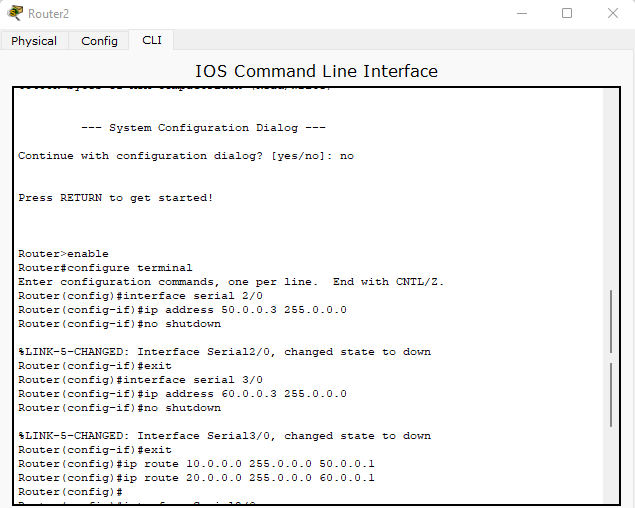 Router2
Physical Config CLI
IOS Command Line Interface
--- System Configuration Dialog ---
Continue with configuration dialog? [yes/no]: no
Press RETURN to get started!
Router>enable
Router#configure terminal
Enter configuration commands, one per line.  End with CNTL/Z.
Router(config)#interface serial 2/0
Router(config-if)#ip address 50.0.0.3 255.0.0.0
Router(config-if)#no shutdown
%LINK-5-CHANGED: Interface Serial2/0, changed state to down
Router(config-if)#exit
Router(config)#interface serial 3/0
Router(config-if)#ip address 60.0.0.3 255.0.0.0
Router(config-if)#no shutdown
%LINK-5-CHANGED: Interface Serial3/0, changed state to down
Router(config-if)#exit
Router(config)#ip route 10.0.0.0 255.0.0.0 50.0.0.1
Router(config)#ip route 20.0.0.0 255.0.0.0 60.0.0.1
Router(config)#